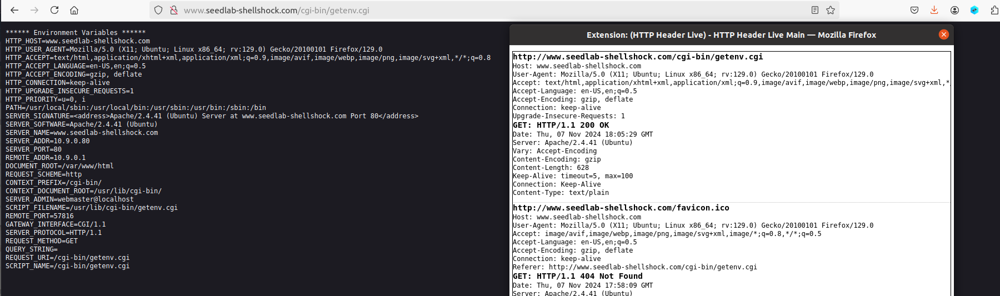 www.seedlab-shellshock.com/cgi-bin/getenv.cgi
****** Environment Variables ******
HTTP_HOST=www.seedlab-shellshock.com
HTTP_USER_AGENT=Mozilla/5.0 (X11; Ubuntu; Linux x86_64; rv:129.0) Gecko/20100101 Firefox/129.0
HTTP_ACCEPT=text/html,application/xhtml+xml,application/xml;q=0.9,image/avif,image/webp,image/png,image/svg+xml,*/*;q=0.8
HTTP_ACCEPT_LANGUAGE=en-US,en;q=0.5
HTTP_ACCEPT_ENCODING=gzip, deflate
HTTP_CONNECTION=keep-alive
HTTP_UPGRADE_INSECURE_REQUESTS=1
HTTP_PRIORITY=u=0, i
PATH=/usr/local/sbin:/usr/local/bin:/usr/sbin:/usr/bin:/sbin:/bin
SERVER_SIGNATURE=<address>Apache/2.4.41 (Ubuntu) Server at www.seedlab-shellshock.com Port 80</address>
SERVER_SOFTWARE=Apache/2.4.41 (Ubuntu)
SERVER_NAME=www.seedlab-shellshock.com
SERVER_ADDR=10.9.0.80
SERVER_PORT=80
REMOTE_ADDR=10.9.0.1
DOCUMENT_ROOT=/var/www/html
REQUEST_SCHEME=http
CONTEXT_PREFIX=/cgi-bin/
CONTEXT_DOCUMENT_ROOT=/usr/lib/cgi-bin/
SERVER_ADMIN=webmaster@localhost
SCRIPT_FILENAME=/usr/lib/cgi-bin/getenv.cgi
REMOTE_PORT=57816
GATEWAY_INTERFACE=CGI/1.1
SERVER_PROTOCOL=HTTP/1.1
REQUEST_METHOD=GET
QUERY_STRING=
REQUEST_URI=/cgi-bin/getenv.cgi
SCRIPT_NAME=/cgi-bin/getenv.cgi
Extension: (HTTP Header Live) - HTTP Header Live Main — Mozilla Firefox
http://www.seedlab-shellshock.com/cgi-bin/getenv.cgi
Host: www.seedlab-shellshock.com
User-Agent: Mozilla/5.0 (X11; Ubuntu; Linux x86_64; rv:129.0) Gecko/20100101 Firefox/129.0
Accept: text/html,application/xhtml+xml,application/xml;q=0.9,image/avif,image/webp,image/png,image/svg+xml,*
Accept-Language: en-US,en;q=0.5
Accept-Encoding: gzip, deflate
Connection: keep-alive
Upgrade-Insecure-Requests: 1
GET: HTTP/1.1 200 OK
Date: Thu, 07 Nov 2024 18:05:29 GMT
Server: Apache/2.4.41 (Ubuntu)
Vary: Accept-Encoding
Content-Encoding: gzip
Content-Length: 628
Keep-Alive: timeout=5, max=100
Connection: Keep-Alive
Content-Type: text/plain
http://www.seedlab-shellshock.com/favicon.ico
Host: www.seedlab-shellshock.com
User-Agent: Mozilla/5.0 (X11; Ubuntu; Linux x86_64; rv:129.0) Gecko/20100101 Firefox/129.0
Accept: image/avif,image/webp,image/png,image/svg+xml,image/*;q=0.8,*/*;q=0.5
Accept-Language: en-US,en;q=0.5
Accept-Encoding: gzip, deflate
Connection: keep-alive
Referer: http://www.seedlab-shellshock.com/cgi-bin/getenv.cgi
GET: HTTP/1.1 404 Not Found
Date: Thu, 07 Nov 2024 17:58:09 GMT
Server: Apache/2.4.41 (Ubuntu)